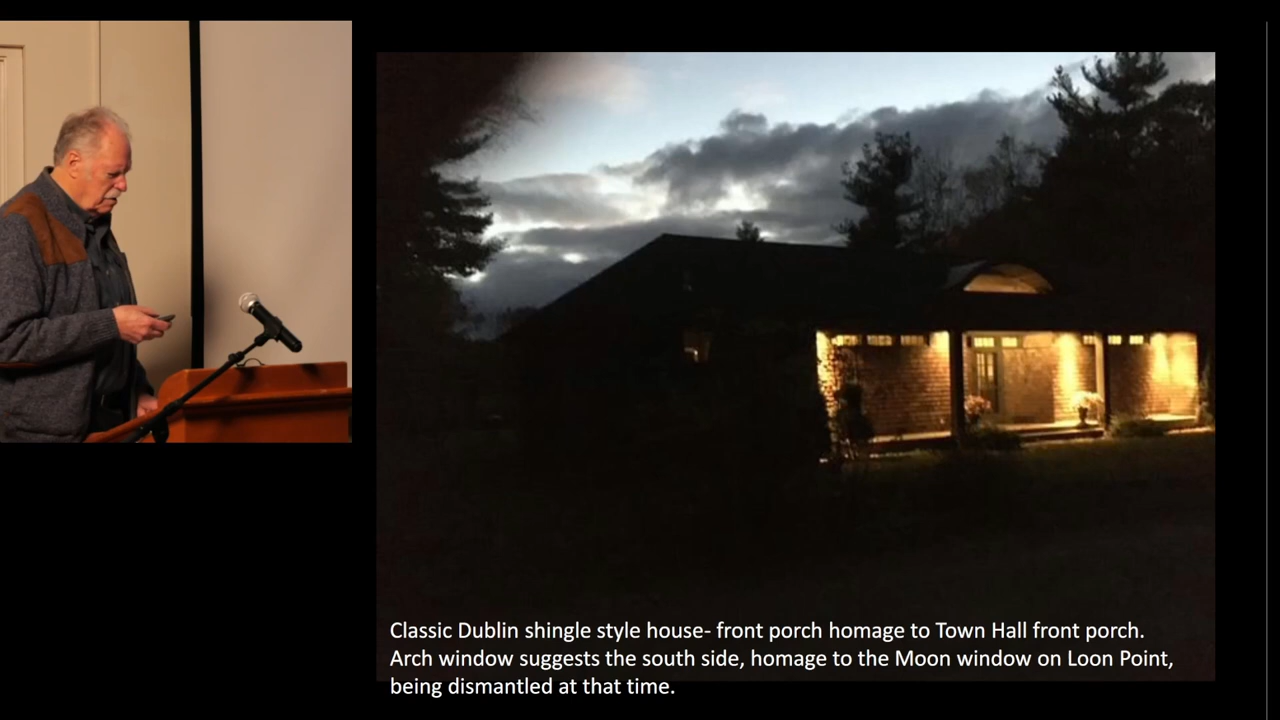 Classic Dublin shingle style house- front porch homage to Town Hall front porch.
Arch window suggests the south side, homage to the Moon window on Loon Point,
being dismantled at that time.